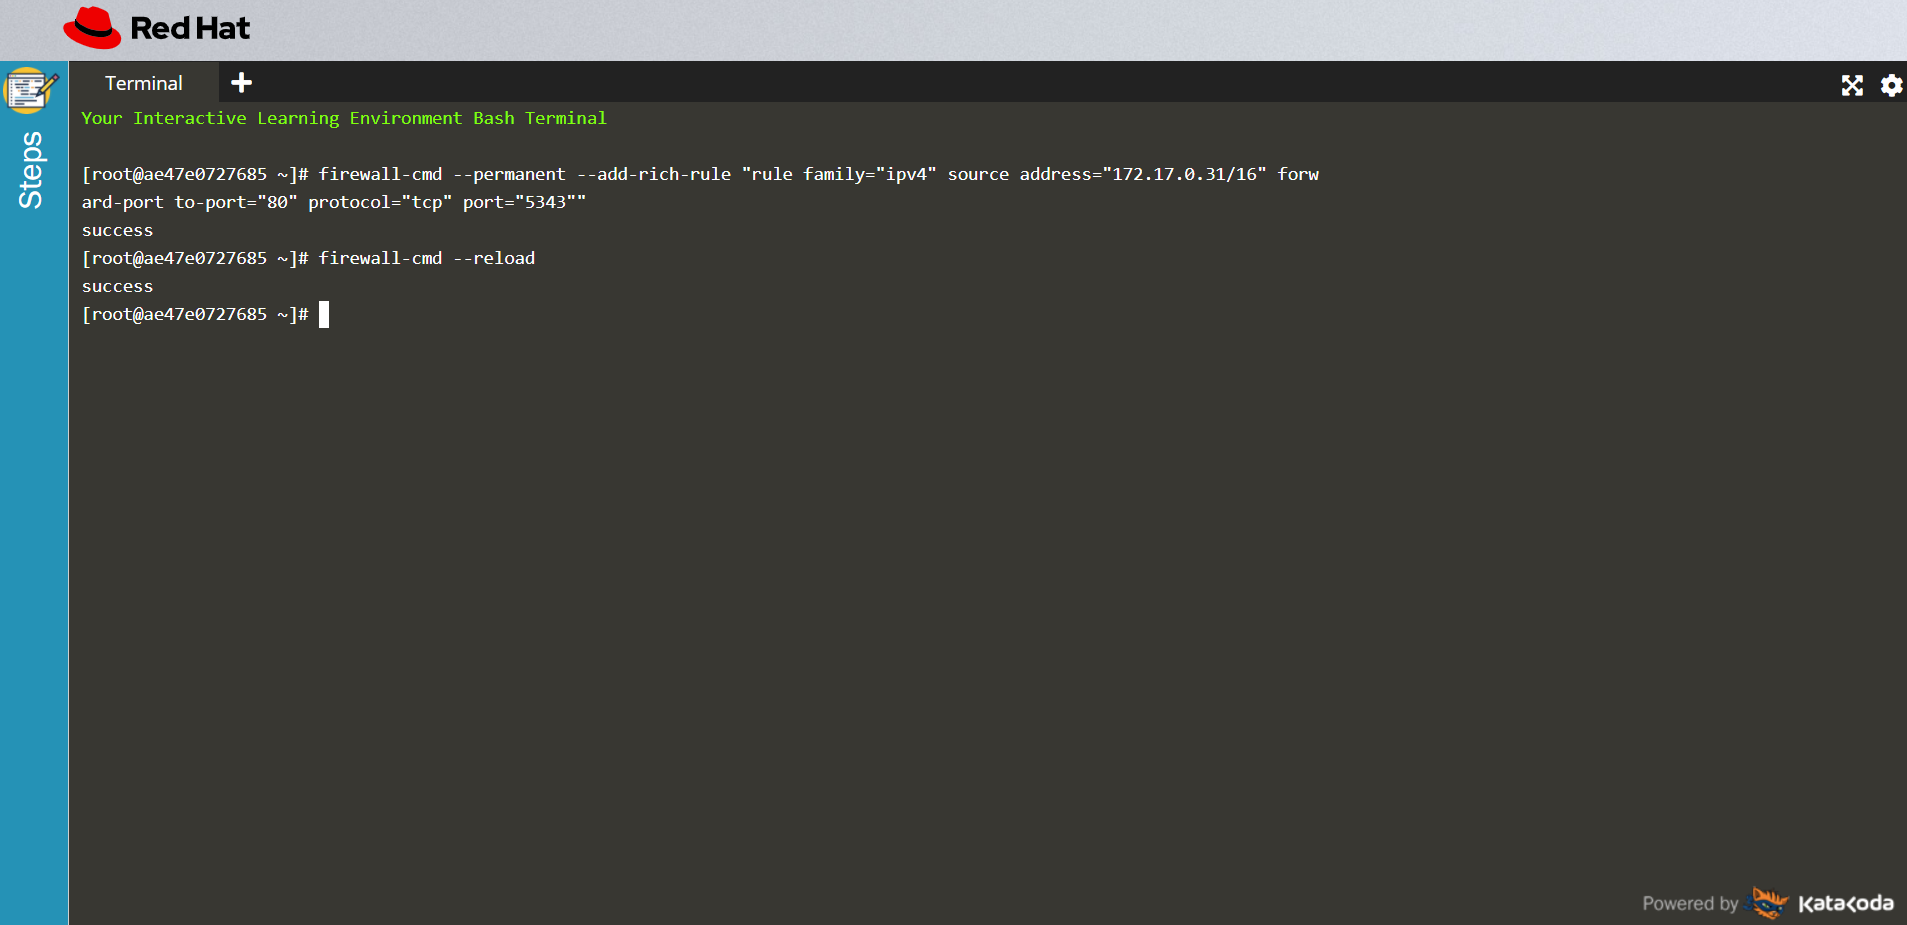 Red Hat
Terminal
Steps
Your Interactive Learning Environment Bash Terminal
[root@ae47e0727685 ~]# firewall-cmd --permanent --add-rich-rule "rule family="ipv4" source address="172.17.0.31/16" forw
ard-port to-port="80" protocol="tcp" port="5343""
success
[root@ae47e0727685 ~]# firewall-cmd --reload
success
[root@ae47e0727685 ~]#
Powered by Katacoda